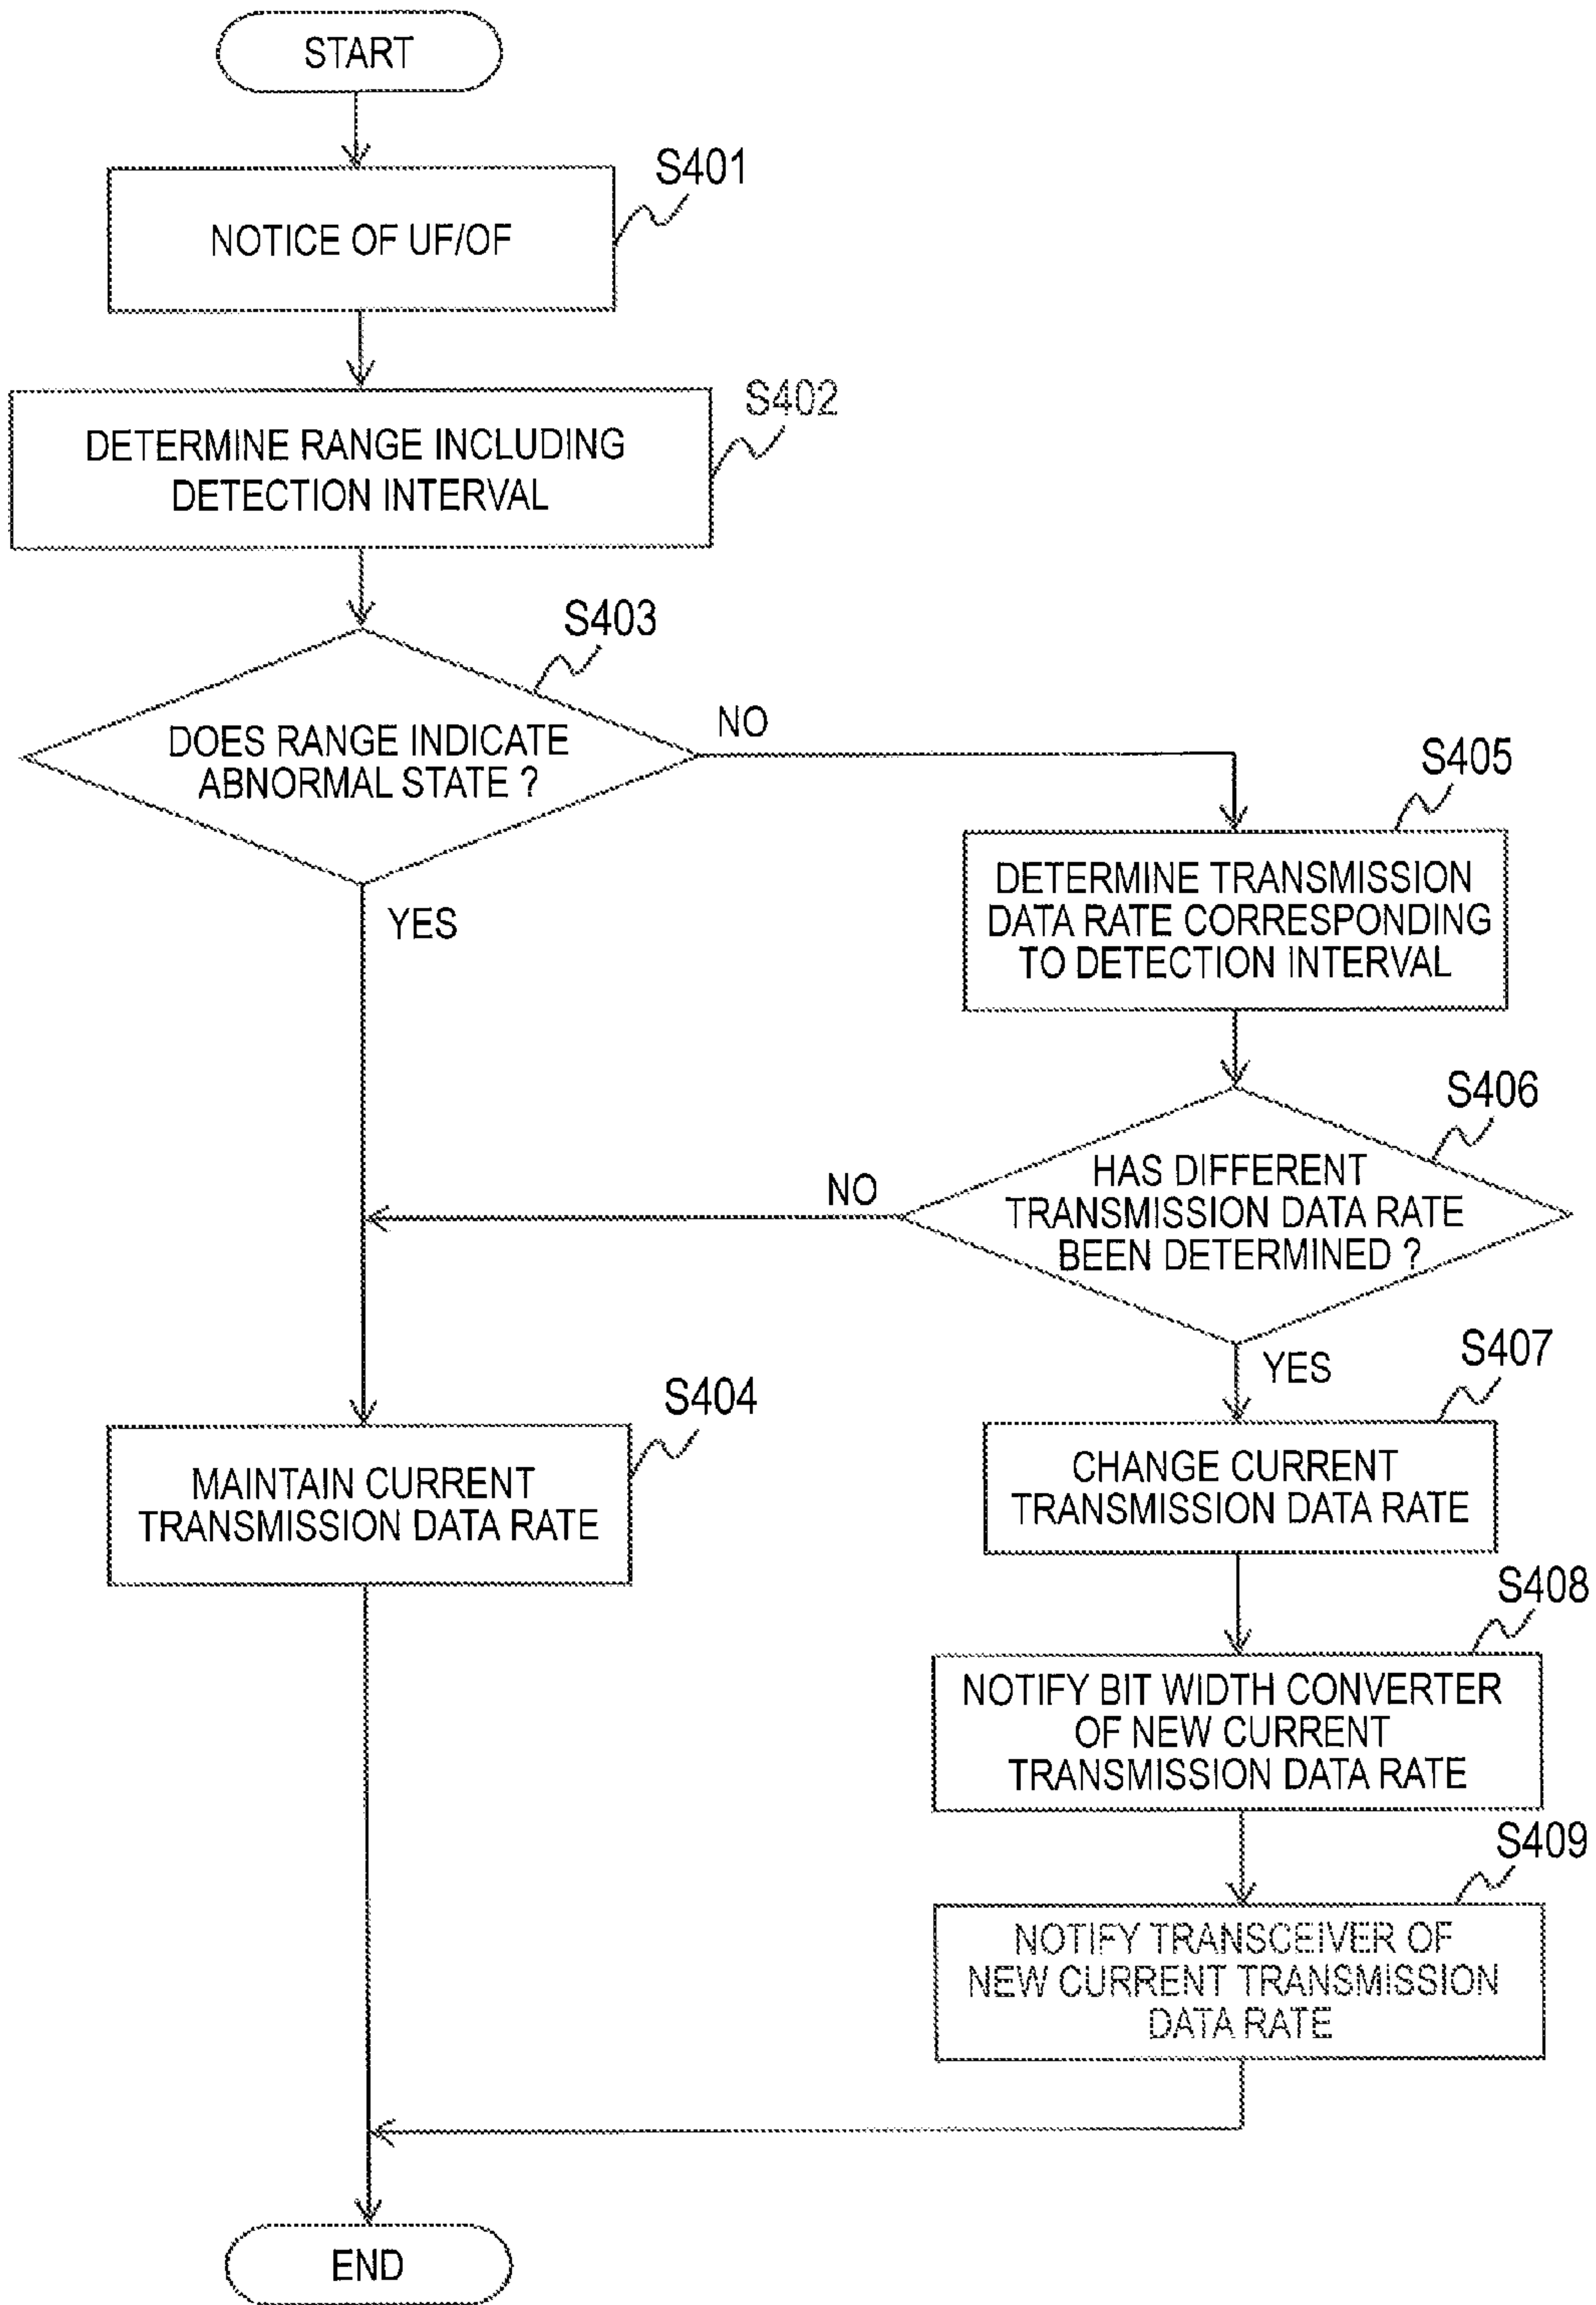 START
S401
NOTICE OF UF/OF
S402
DETERMINE RANGE INCLUDING
DETECTION INTERVAL
S403
DOES RANGE INDICATE
ABNORMAL STATE ?
NO
YES
S405
DETERMINE TRANSMISSION
DATA RATE CORRESPONDING
TO DETECTION INTERVAL
S406
HAS DIFFERENT
TRANSMISSION DATA RATE
BEEN DETERMINED ?
NO
YES
S404
MAINTAIN CURRENT
TRANSMISSION DATA RATE
S407
CHANGE CURRENT
TRANSMISSION DATA RATE
S408
NOTIFY BIT WIDTH CONVERTER
OF NEW CURRENT
TRANSMISSION DATA RATE
S409
NOTIFY TRANSCEIVER OF
NEW CURRENT TRANSMISSION
DATA RATE
END